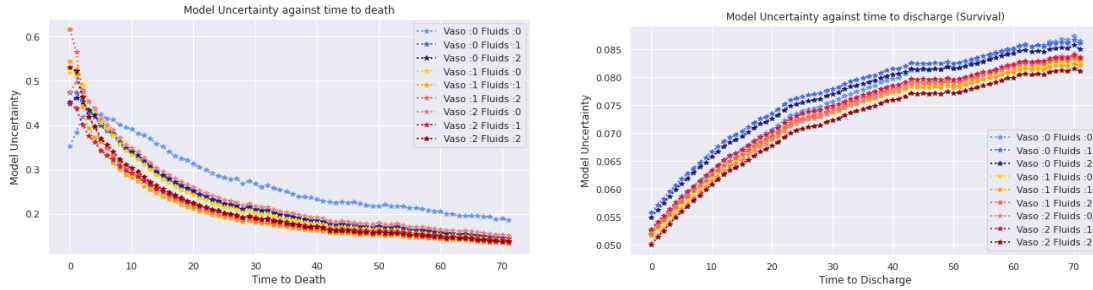 Model Uncertainty against time to death
Model Uncertainty
0.6
0.5
0.4
0.3
0.2
0
10
20
30
40
50
60
70
Time to Death
Vaso :0 Fluids :0
Vaso :0 Fluids :1
Vaso :0 Fluids :2
Vaso :1 Fluids :0
Vaso :1 Fluids :1
Vaso :1 Fluids :2
Vaso :2 Fluids :0
Vaso :2 Fluids :1
Vaso :2 Fluids :2
Model Uncertainty against time to discharge (Survival)
Model Uncertainty
0.085
0.080
0.075
0.070
0.065
0.060
0.055
0.050
0
10
20
30
40
50
60
70
Time to Discharge
Vaso :0 Fluids :0
Vaso :0 Fluids :1
Vaso :0 Fluids :2
Vaso :1 Fluids :0
Vaso :1 Fluids :1
Vaso :1 Fluids :2
Vaso :2 Fluids :0
Vaso :2 Fluids :1
Vaso :2 Fluids :2